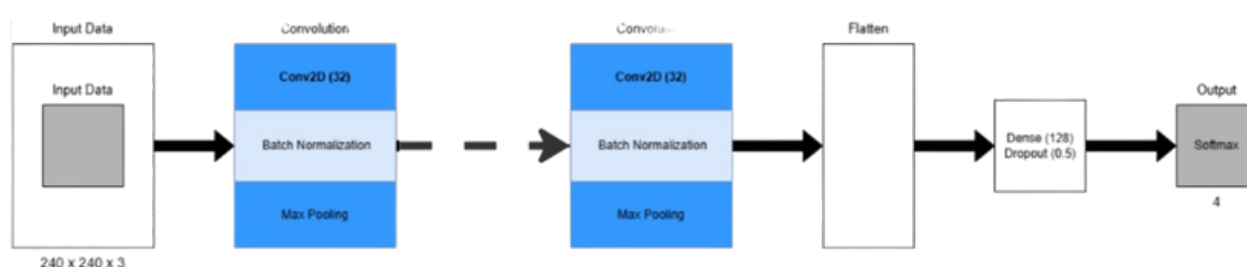 Input Data
Input Data
240 x 240 x 3
Convolution
Conv2D (32)
Batch Normalization
Max Pooling
Conv2D (32)
Batch Normalization
Max Pooling
Flatten
Dense (128)
Dropout (0.5)
Output
Softmax
4